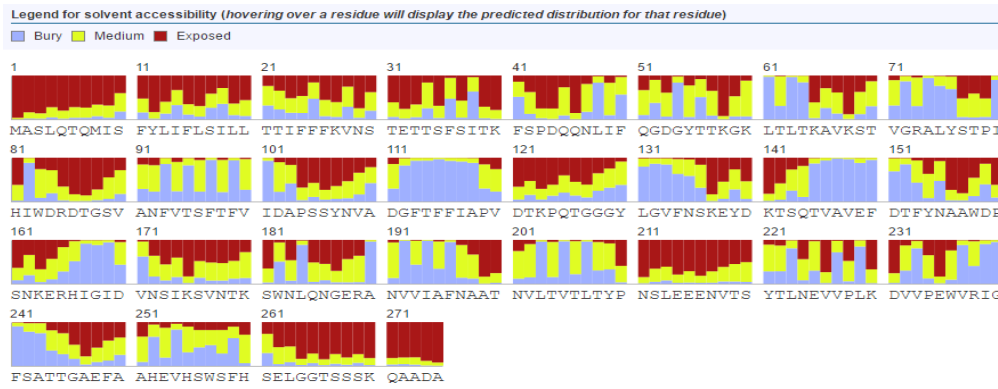 Legend for solvent accessibility (hovering over a residue will display the predicted distribution for that residue)
Bury Medium Exposed
1 11 21 31 41 51 61 71
MASLQTQMIS FYLIFLSILL TTIFFFKVNS TETTSFSITK FSPDQQNLIF QGDGYTTKGK LTLTKAVKST VGRALYSTPI
81 91 101 111 121 131 141 151
HIWDRDTGSV ANFVTSFTFV IDAPSSYNVA DGFTFFIAPV DTKPQTGGGY LGVFNSKEYD KTSQTVAVEF DTFYNAAWDP
161 171 181 191 201 211 221 231
SNKERHIGID VNSIKSVNTK SWNLQNGERA NVVIAFNAAT NVLTVTLTYP NSLEEENVTS YTLNEVVPLK DVVPEWVRIG
241 251 261 271
FSATTGAEFA AHEVHSWSFH SELGGTSSSK QAADA